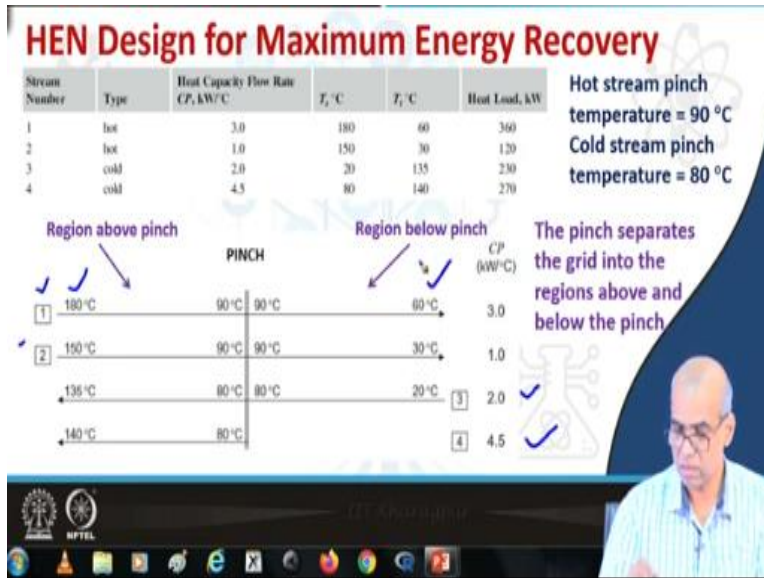 HEN Design for Maximum Energy Recovery
Stream Number Type Heat Capacity Flow Rate CP, kW/°C Tₛ °C Tₜ °C Heat Load, kW
1 hot 3.0 180 60 360
2 hot 1.0 150 30 120
3 cold 2.0 20 135 230
4 cold 4.5 80 140 270
Hot stream pinch
temperature = 90 °C
Cold stream pinch
temperature = 80 °C
Region above pinch
PINCH
Region below pinch
CP
(kW/°C)
The pinch separates
the grid into the
regions above and
below the pinch
1 180°C 90°C 90°C 60°C 3.0
2 150°C 90°C 90°C 30°C 1.0
135°C 80°C 80°C 20°C 3 2.0
140°C 80°C 4 4.5
NPTEL